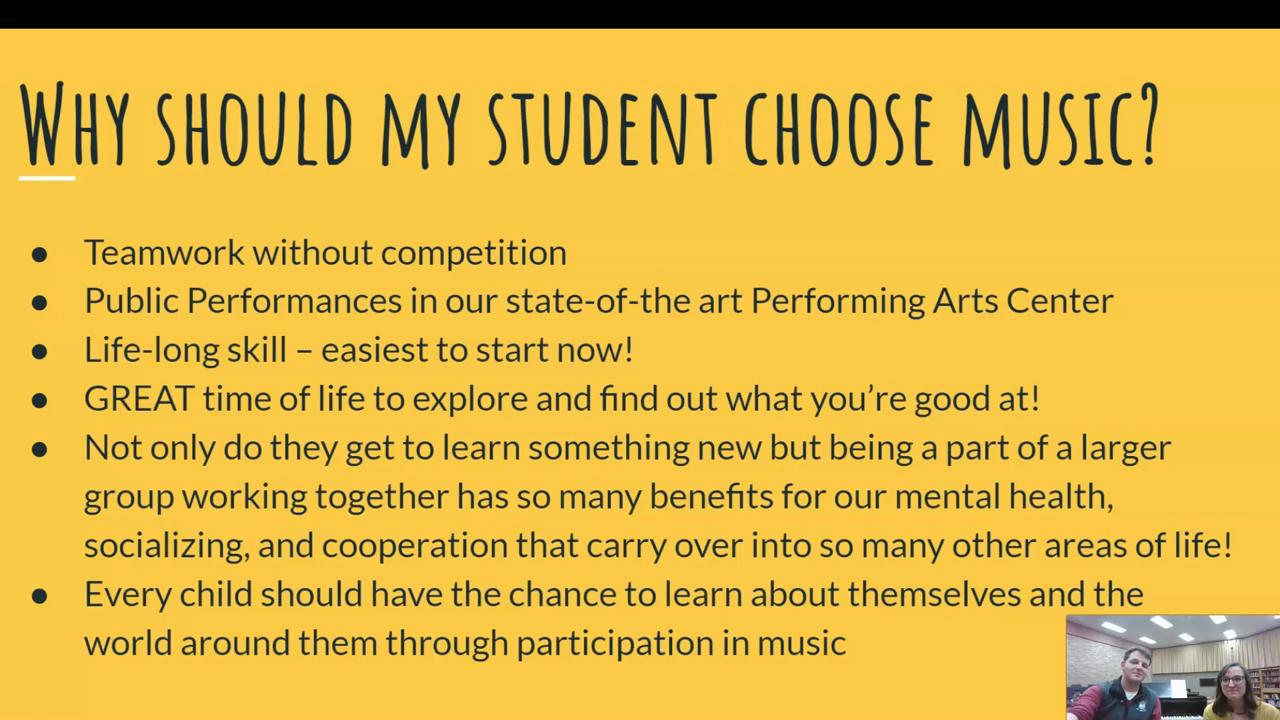 Why should my student choose music?
● Teamwork without competition
● Public Performances in our state-of-the art Performing Arts Center
● Life-long skill – easiest to start now!
● GREAT time of life to explore and find out what you’re good at!
● Not only do they get to learn something new but being a part of a larger
group working together has so many benefits for our mental health,
socializing, and cooperation that carry over into so many other areas of life!
● Every child should have the chance to learn about themselves and the
world around them through participation in music